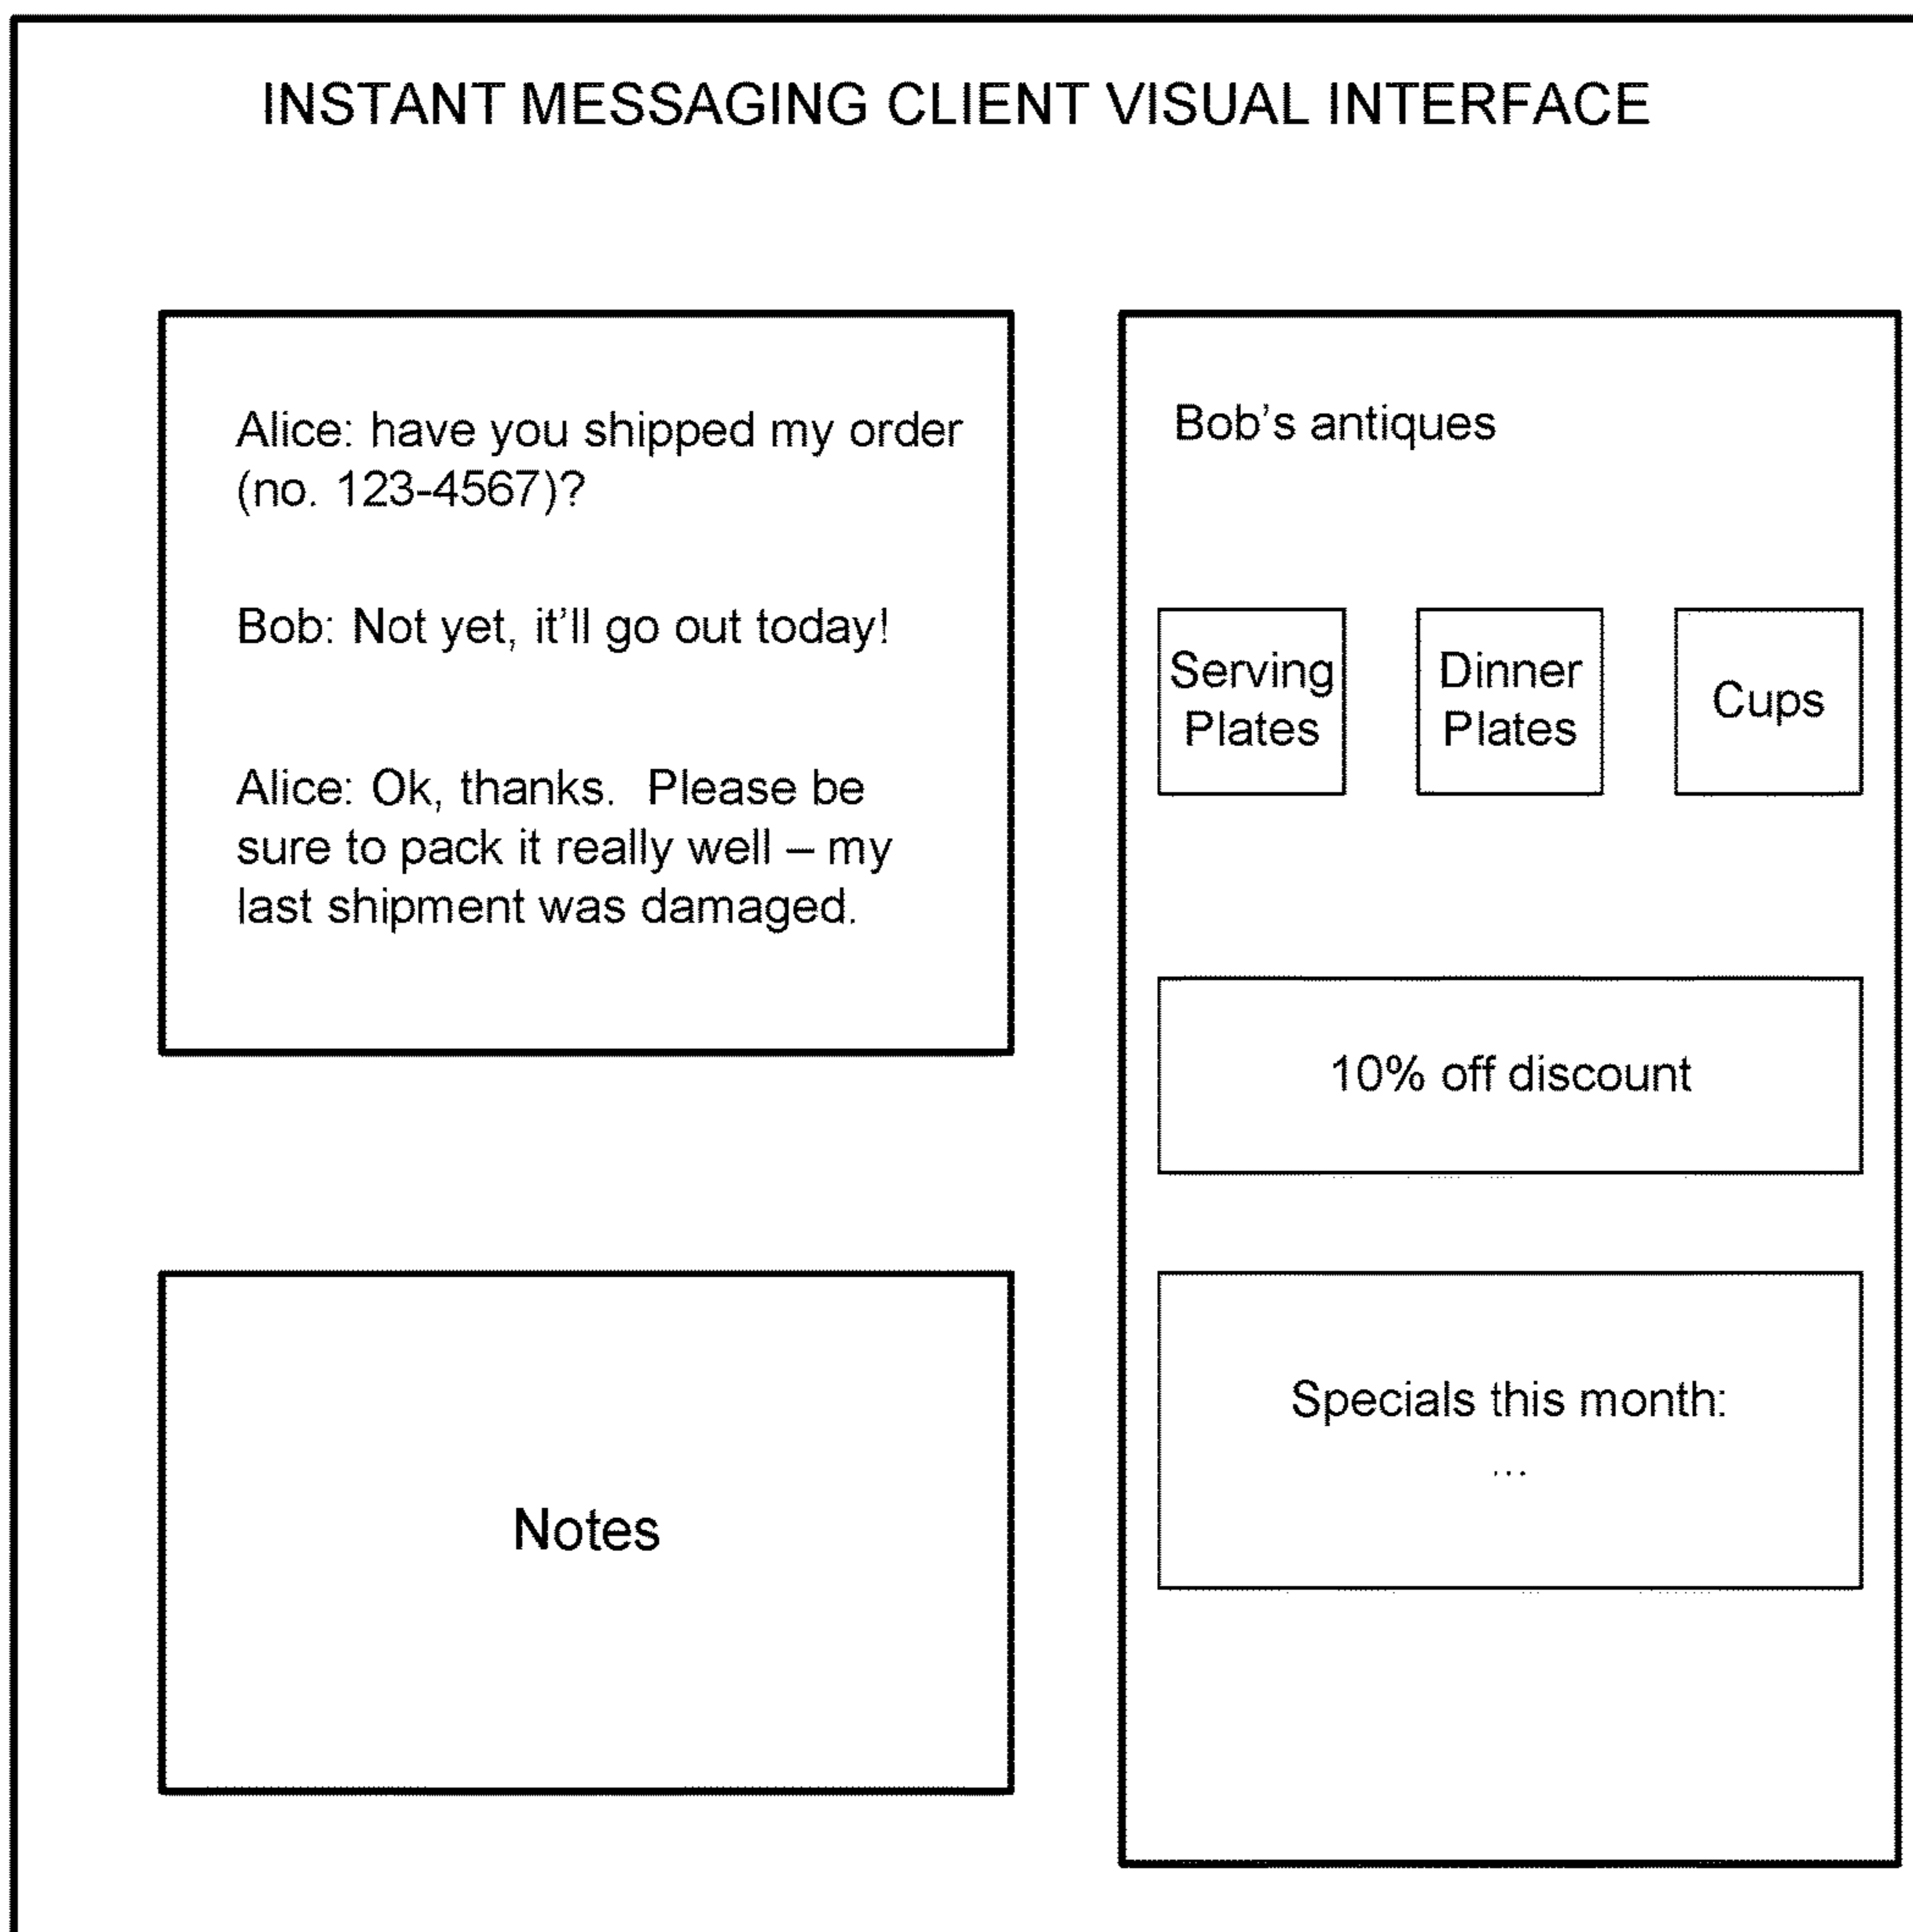 INSTANT MESSAGING CLIENT VISUAL INTERFACE
Alice: have you shipped my order
(no. 123-4567)?
Bob: Not yet, it'll go out today!
Alice: Ok, thanks.  Please be
sure to pack it really well – my
last shipment was damaged.
Notes
Bob's antiques
Serving
Plates
Dinner
Plates
Cups
10% off discount
Specials this month:
...